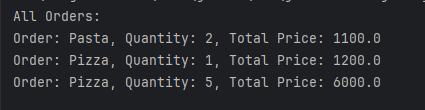 All Orders:
Order: Pasta, Quantity: 2, Total Price: 1100.0
Order: Pizza, Quantity: 1, Total Price: 1200.0
Order: Pizza, Quantity: 5, Total Price: 6000.0